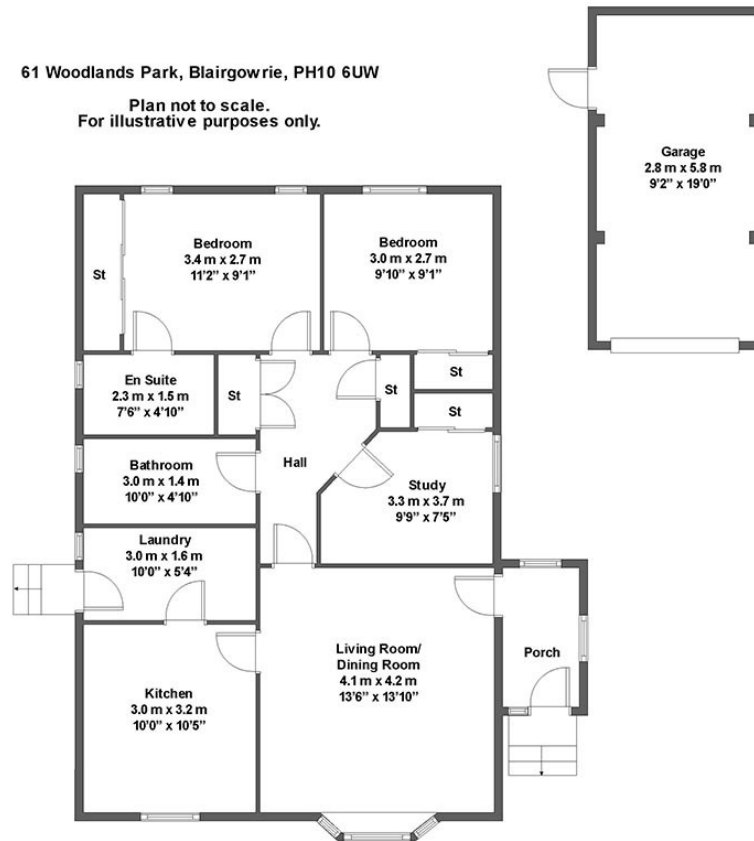 61 Woodlands Park, Blairgowrie, PH10 6UW
Plan not to scale.
For illustrative purposes only.
Garage
2.8 m x 5.8 m
9'2” x 19'0”
Bedroom
3.4 m x 2.7 m
11'2” x 9'1”
Bedroom
3.0 m x 2.7 m
9'10” x 9'1”
St
En Suite
2.3 m x 1.5 m
7'6” x 4'10”
St
St
St
St
Bathroom
3.0 m x 1.4 m
10'0” x 4'10”
Hall
Study
3.3 m x 3.7 m
9'9” x 7'5”
Laundry
3.0 m x 1.6 m
10'0” x 5'4”
Kitchen
3.0 m x 3.2 m
10'0” x 10'5”
Living Room/
Dining Room
4.1 m x 4.2 m
13'6” x 13'10”
Porch